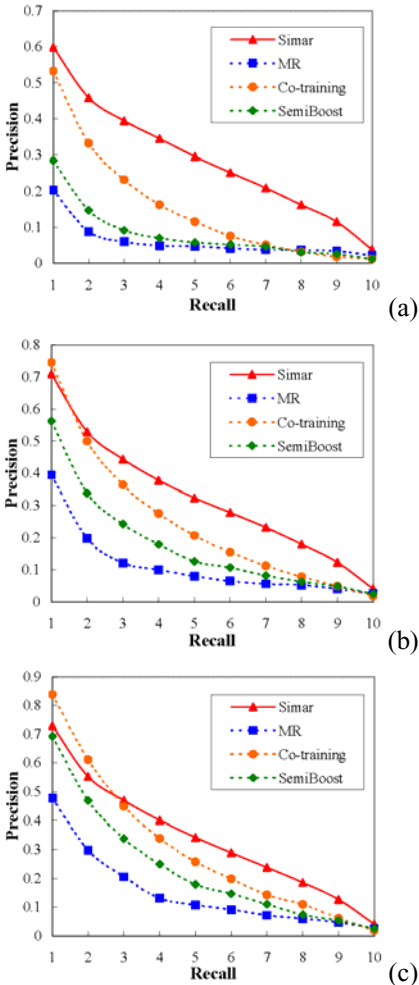 0.7
0.6
0.5
0.4
0.3
0.2
0.1
0
Precision
Simar
MR
Co-training
SemiBoost
1 2 3 4 5 6 7 8 9 10
Recall
(a)
0.8
0.7
0.6
0.5
0.4
0.3
0.2
0.1
0
Precision
Simar
MR
Co-training
SemiBoost
1 2 3 4 5 6 7 8 9 10
Recall
(b)
0.9
0.8
0.7
0.6
0.5
0.4
0.3
0.2
0.1
0
Precision
Simar
MR
Co-training
SemiBoost
1 2 3 4 5 6 7 8 9 10
Recall
(c)